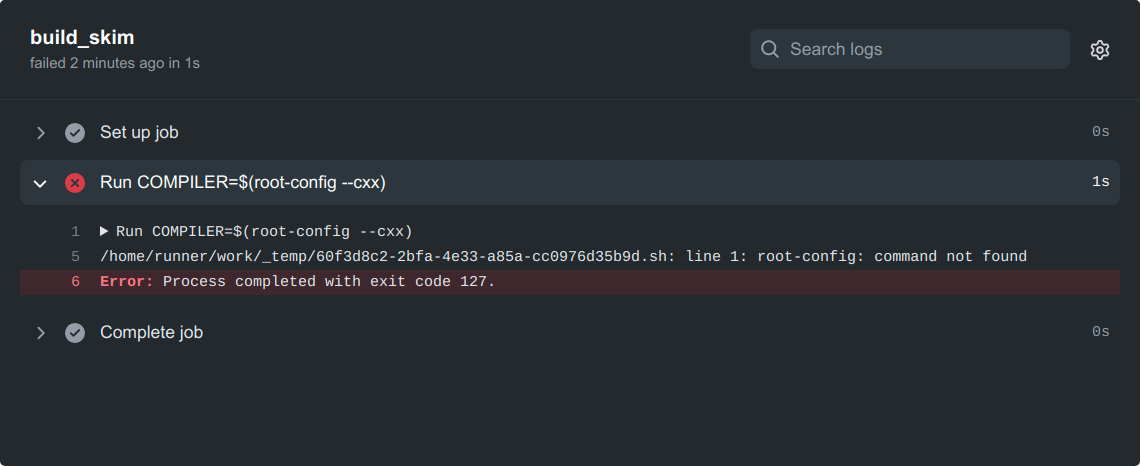 build_skim
failed 2 minutes ago in 1s
Search logs
Set up job 0s
Run COMPILER=$(root-config --cxx) 1s
1 Run COMPILER=$(root-config --cxx)
5 /home/runner/work/_temp/60f3d8c2-2bfa-4e33-a85a-cc0976d35b9d.sh: line 1: root-config: command not found
6 Error: Process completed with exit code 127.
Complete job 0s